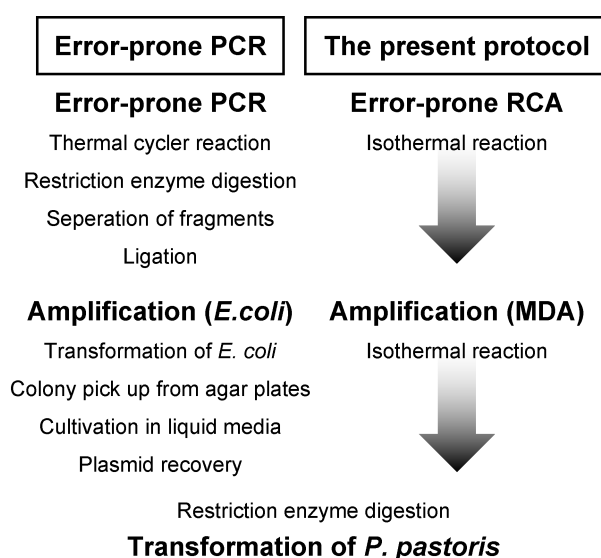 Error-prone PCR
The present protocol
Error-prone PCR
Error-prone RCA
Thermal cycler reaction
Isothermal reaction
Restriction enzyme digestion
Seperation of fragments
Ligation
Amplification (E.coli)
Amplification (MDA)
Transformation of E. coli
Isothermal reaction
Colony pick up from agar plates
Cultivation in liquid media
Plasmid recovery
Restriction enzyme digestion
Transformation of P. pastoris